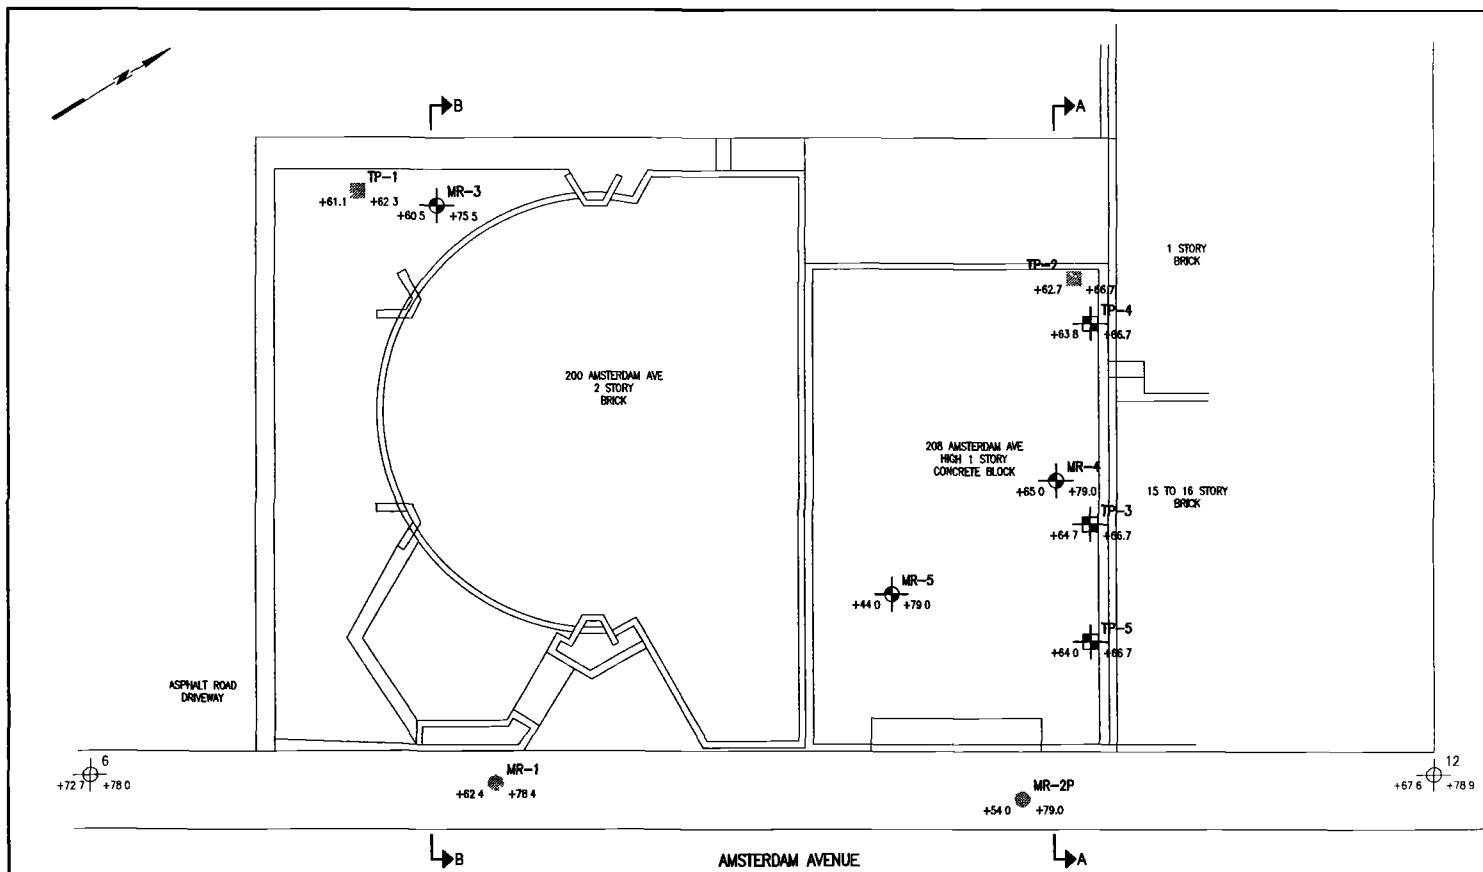 B
A
TP-1
+61.1 +62 3
MR-3
+60 5 +75 5
1 STORY
BRICK
TP-2
+62.7 +66.7
TP-4
+63 8 +66.7
200 AMSTERDAM AVE
2 STORY
BRICK
208 AMSTERDAM AVE
HIGH 1 STORY
CONCRETE BLOCK
MR-4
+65 0 +79.0
15 TO 16 STORY
BRICK
TP-3
+64 7 +66.7
MR-5
+44 0 +79 0
TP-5
+64 0 +66 7
ASPHALT ROAD
DRIVEWAY
6
+72 7 +78 0
MR-1
+62 4 +78 4
MR-2P
+54 0 +79.0
12
+67 6 +78 9
B
AMSTERDAM AVENUE
A